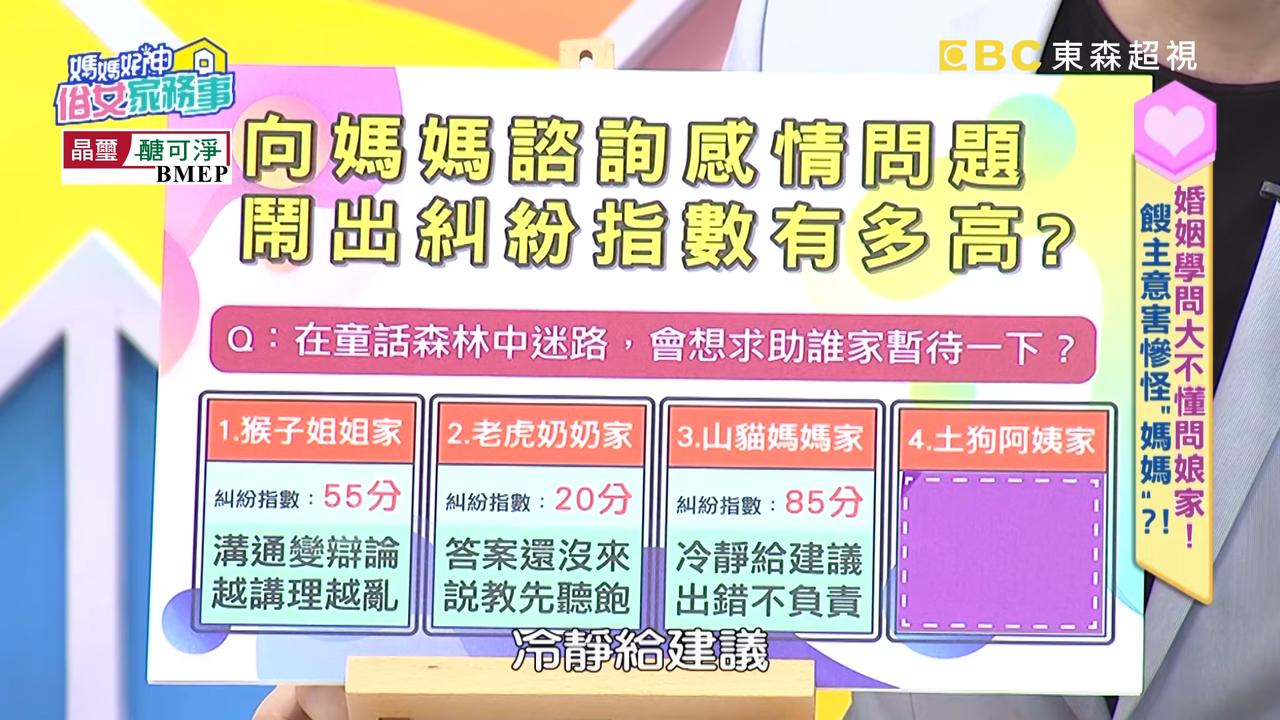 媽媽好神
俗女家務事
EBC 東森超視
晶璽 醣可淨
BMEP
向媽媽諮詢感情問題
鬧出糾紛指數有多高?
Q：在童話森林中迷路，會想求助誰家暫待一下？
1.猴子姐姐家
糾紛指數：55分
溝通變辯論
越講理越亂
2.老虎奶奶家
糾紛指數：20分
答案還沒來
說教先聽飽
3.山貓媽媽家
糾紛指數：85分
冷靜給建議
出錯不負責
4.土狗阿姨家
婚姻學問大不懂問娘家！
餿主意害慘怪"媽媽"?!
冷靜給建議